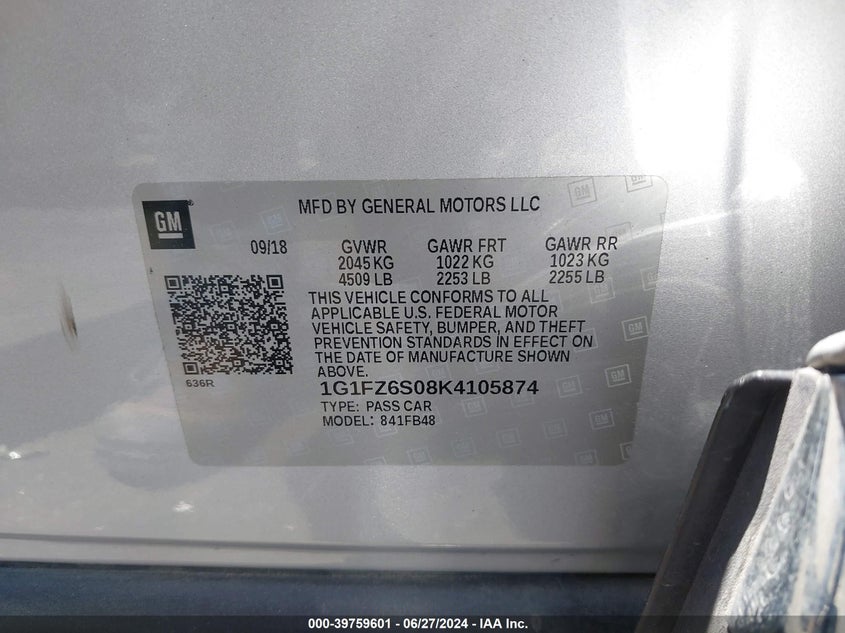 GM
MFD BY GENERAL MOTORS LLC
09/18 GVWR GAWR FRT GAWR RR
2045 KG 1022 KG 1023 KG
4509 LB 2253 LB 2255 LB
THIS VEHICLE CONFORMS TO ALL
APPLICABLE U.S. FEDERAL MOTOR
VEHICLE SAFETY, BUMPER, AND THEFT
PREVENTION STANDARDS IN EFFECT ON
THE DATE OF MANUFACTURE SHOWN
ABOVE.
636R
1G1FZ6S08K4105874
TYPE: PASS CAR
MODEL: 841FB48
000-39759601 - 06/27/2024 - IAA Inc.